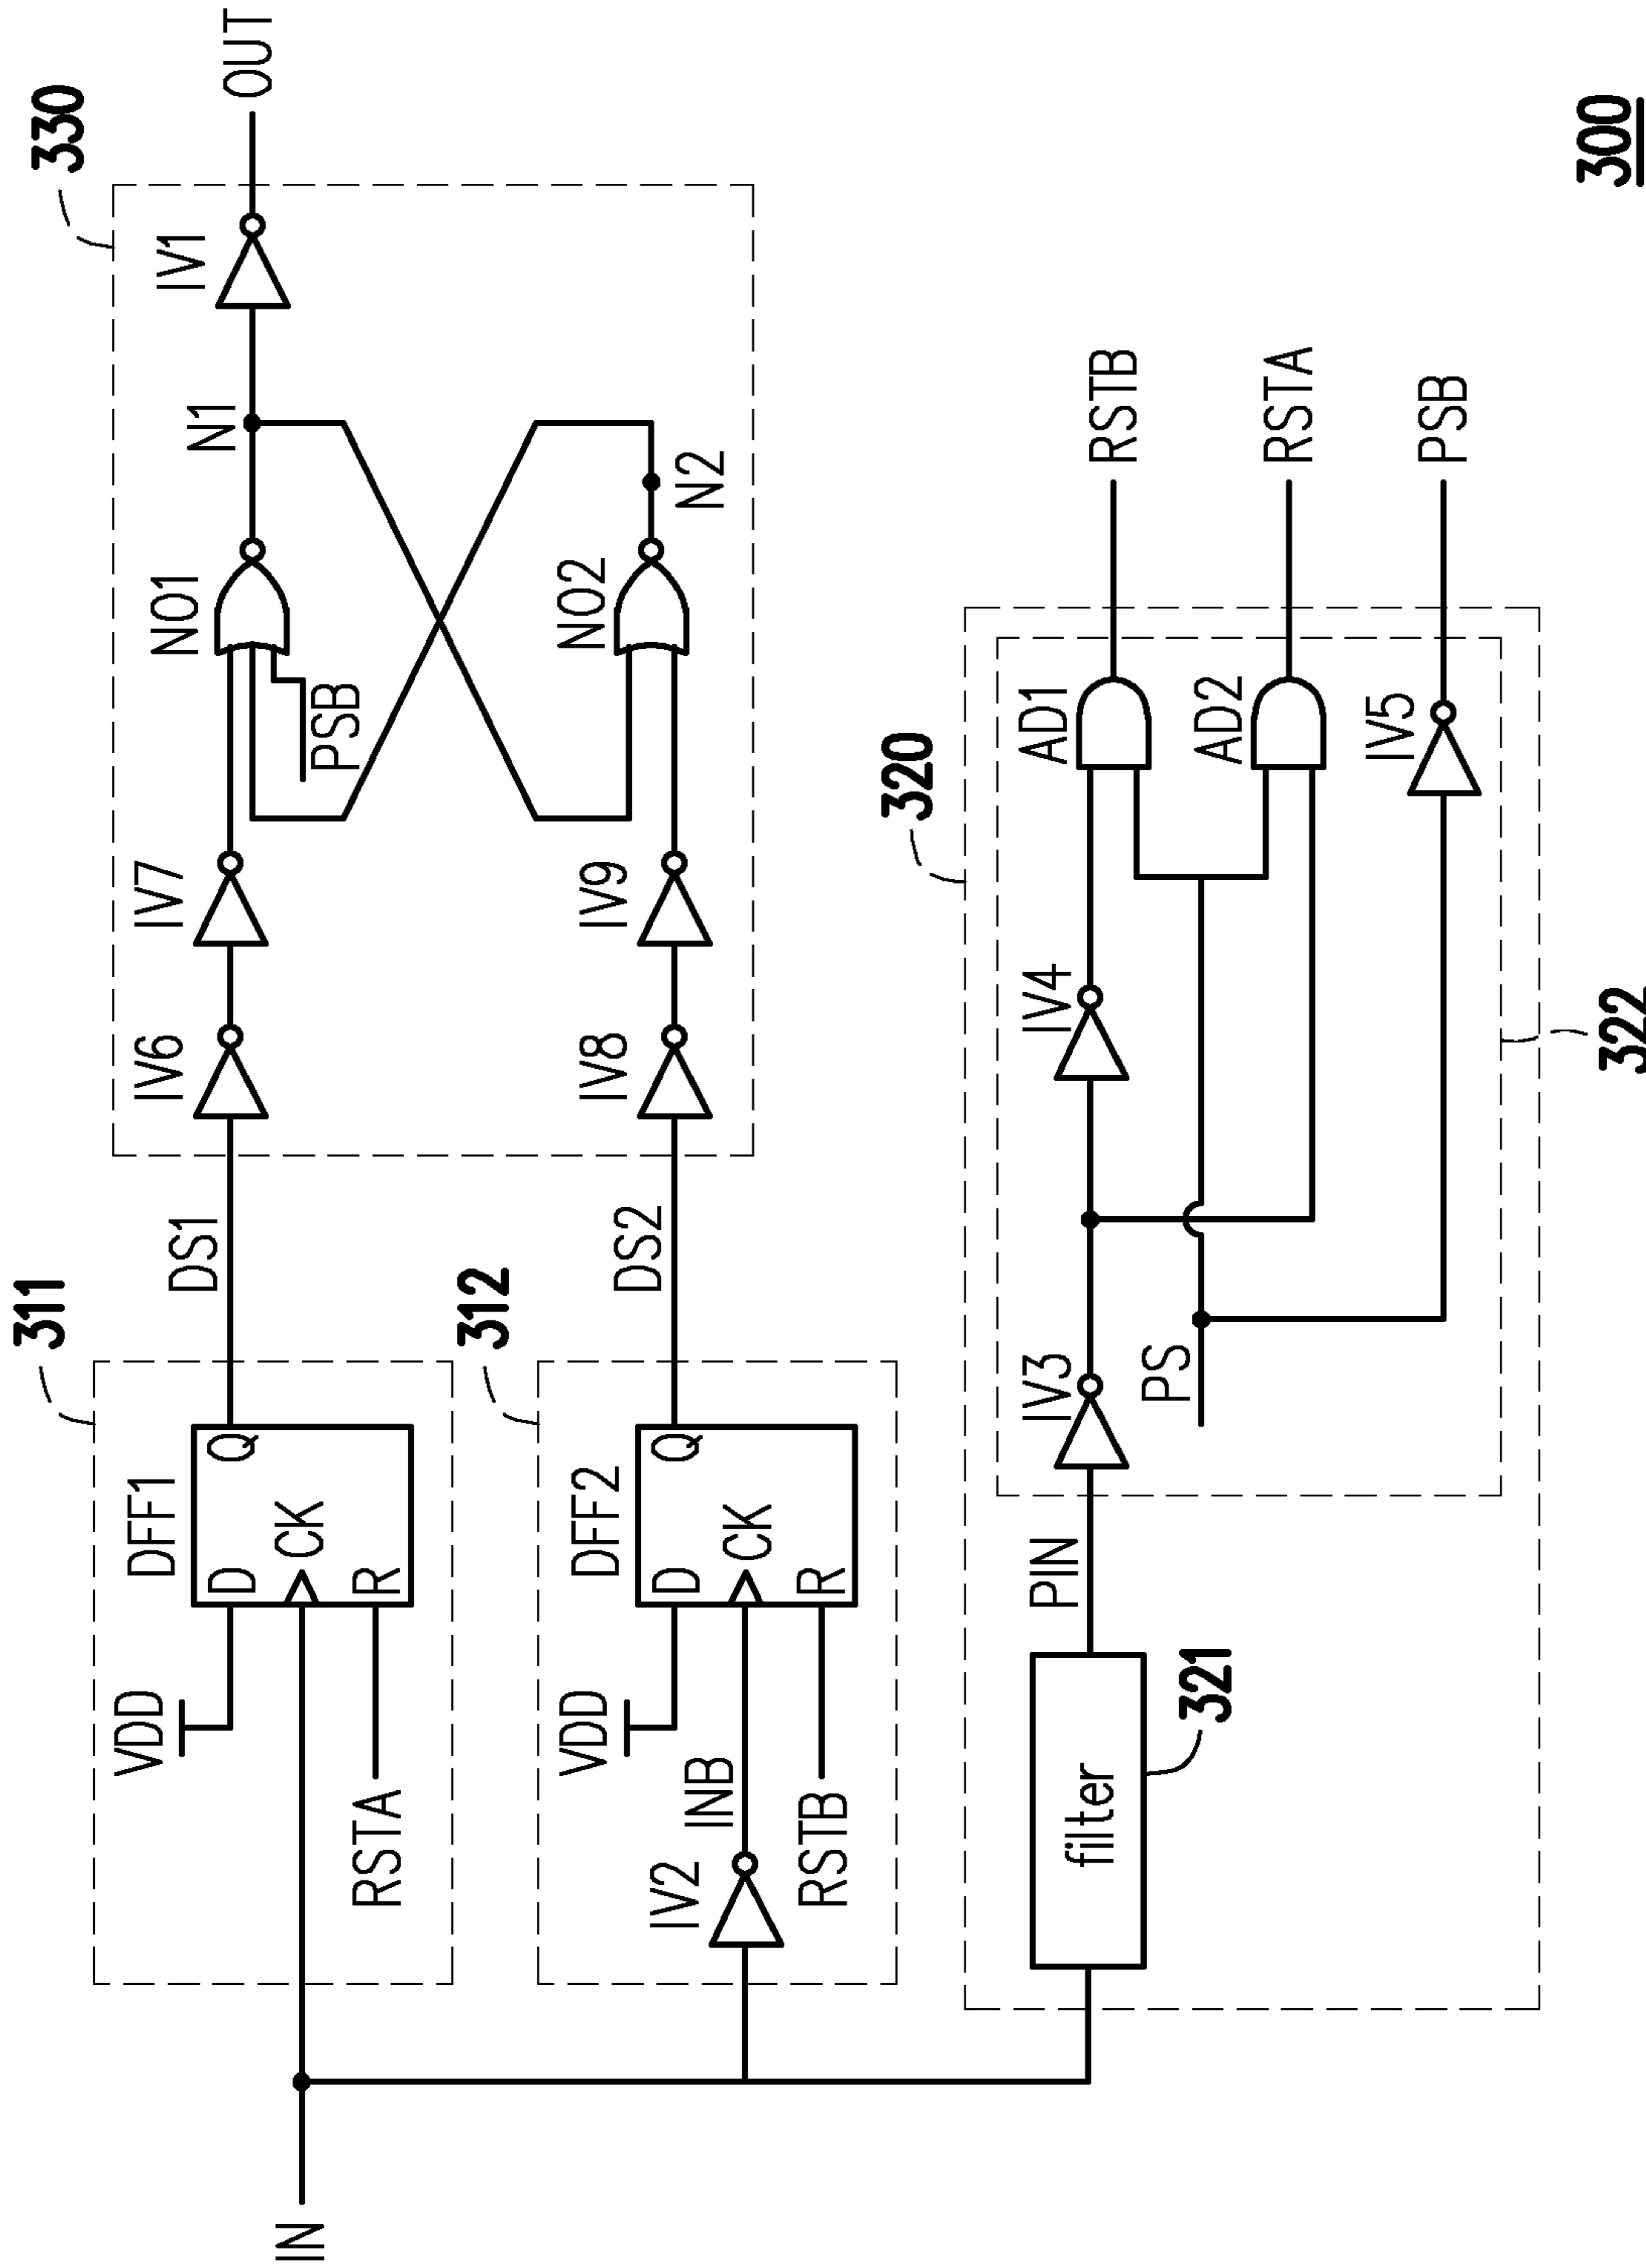 311
DFF1
VDD
D
Q
CK
R
RSTA
DS1
312
DFF2
VDD
D
Q
CK
R
INB
IV2
RSTB
DS2
IN
330
IV6
IV7
NO1
PSB
N1
IV1
OUT
IV8
IV9
NO2
N2
320
filter
321
PIN
IV3
IV4
PS
AD1
AD2
IV5
RSTB
RSTA
PSB
322
300